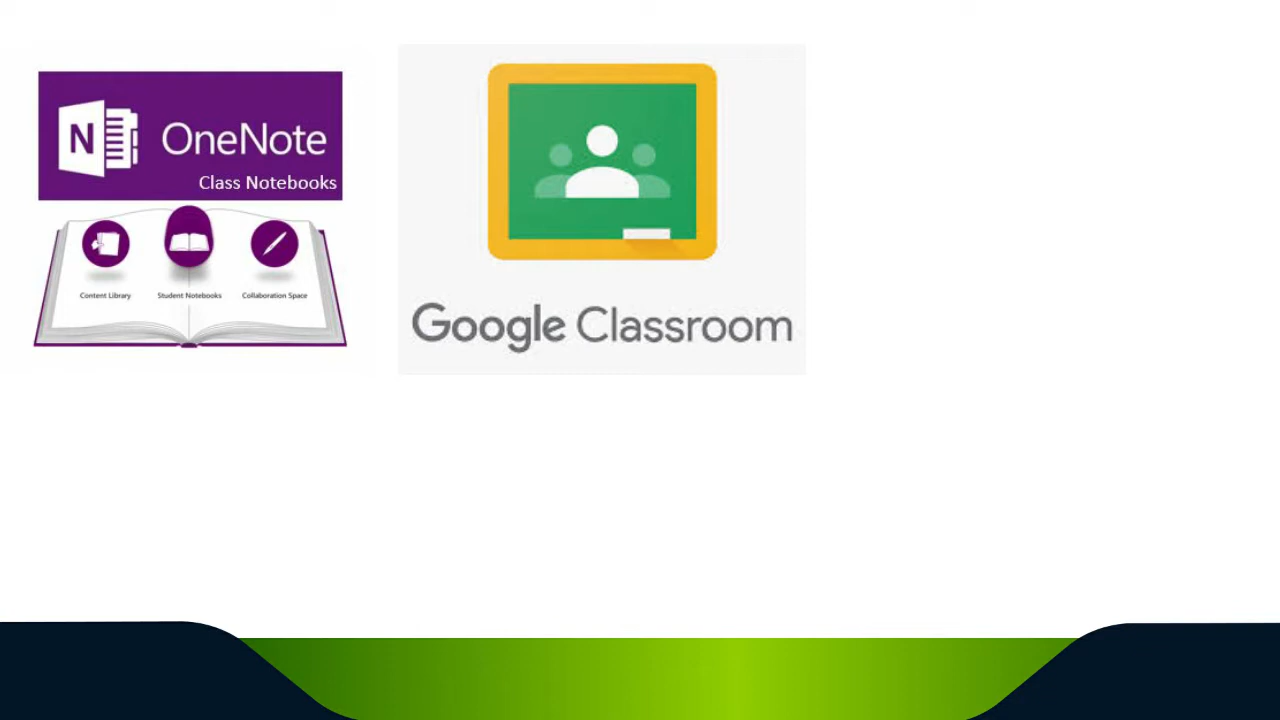 N
OneNote
Class Notebooks
Content Library
Student Notebooks
Collaboration Space
Google Classroom